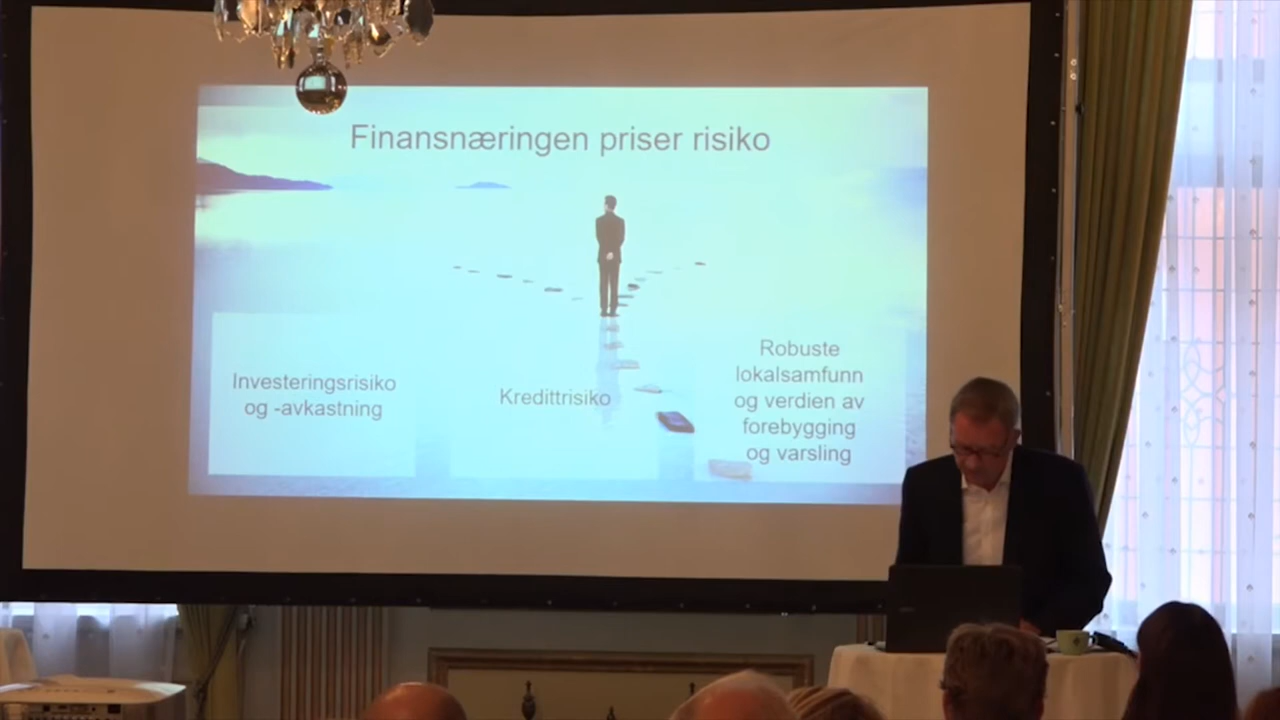 Finansnæringen priser risiko
Investeringsrisiko
og -avkastning
Kredittrisiko
Robuste
lokalsamfunn
og verdien av
forebygging
og varsling